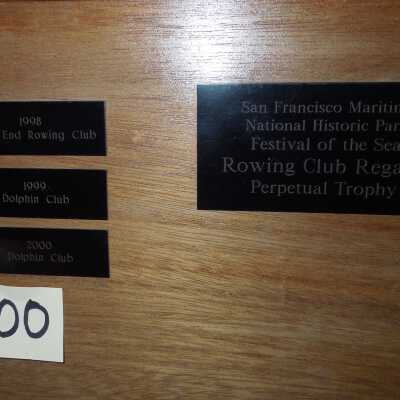 1998
End Rowing Club
1999
Dolphin Club
2000
Dolphin Club
00
San Francisco Maritim
National Historic Par
Festival of the Sea
Rowing Club Rega
Perpetual Trophy